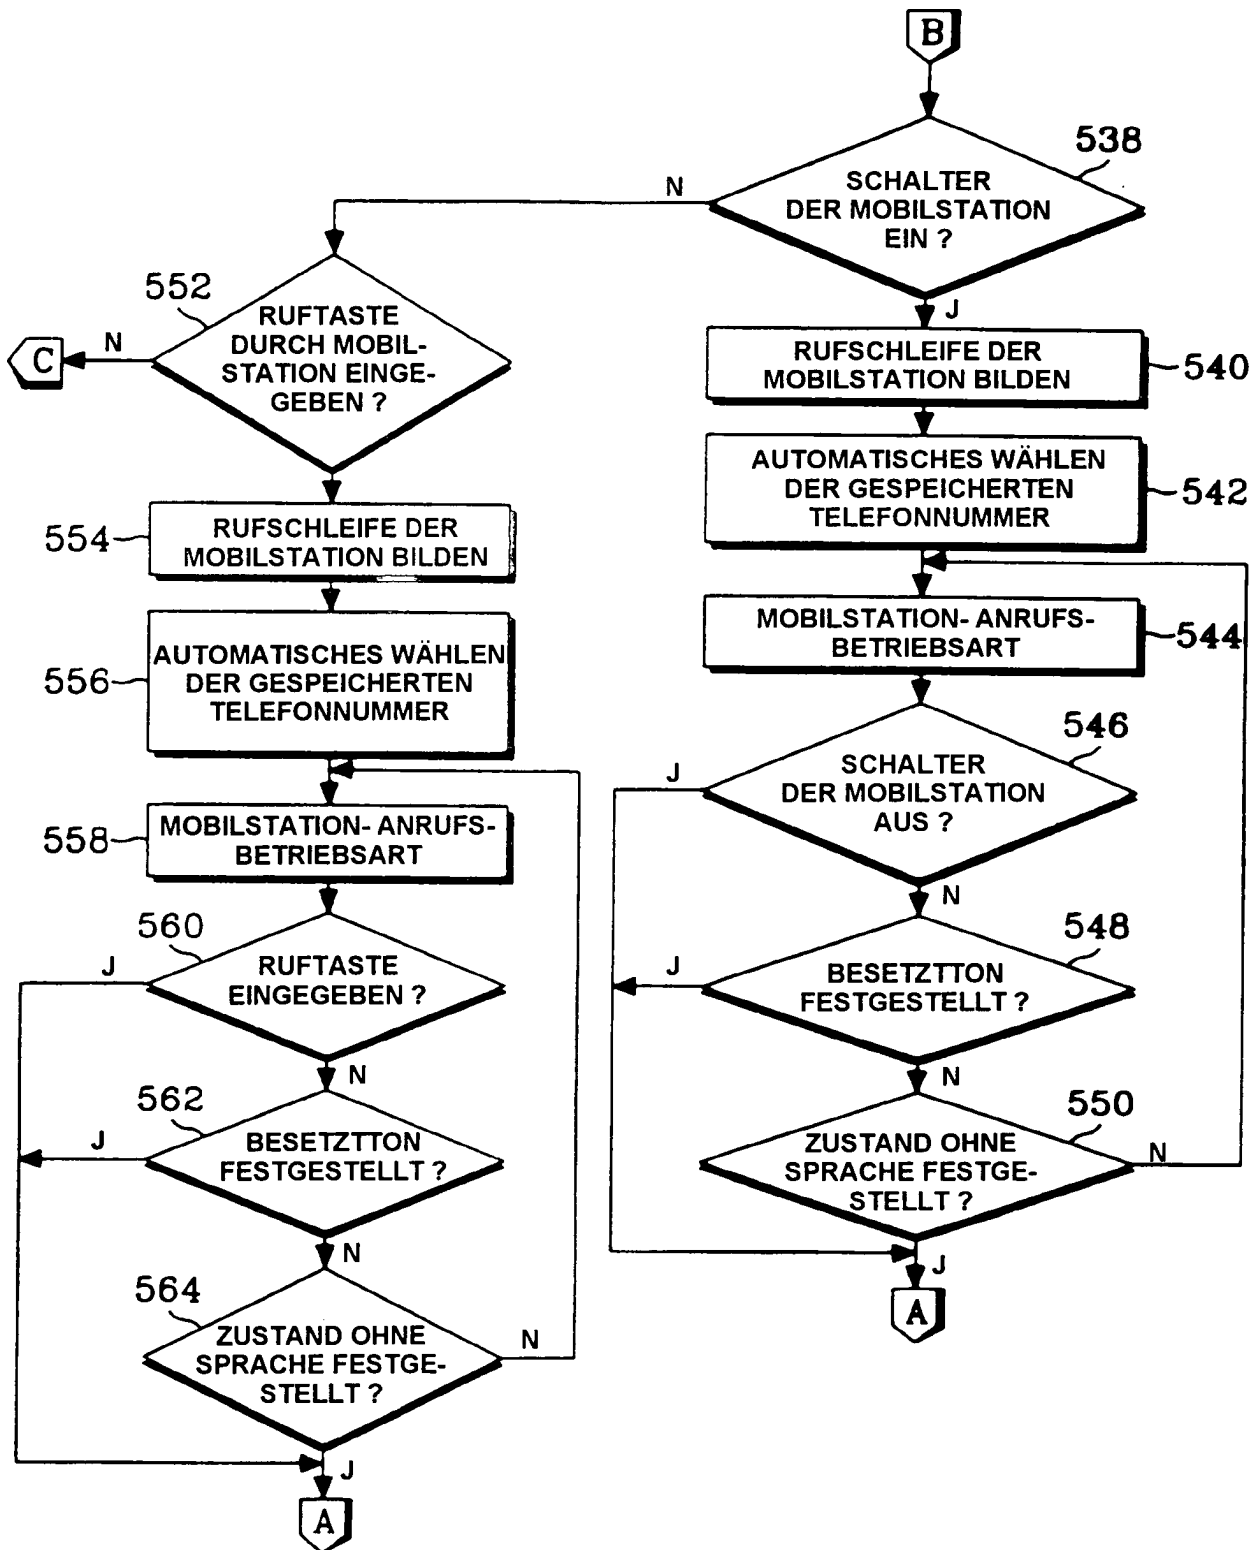 B
538
SCHALTER
DER MOBILSTATION
EIN ?
N
J
552
RUFTASTE
DURCH MOBIL-
STATION EINGE-
GEBEN ?
N
C
RUFSCHLEIFE DER
MOBILSTATION BILDEN
540
AUTOMATISCHES WÄHLEN
DER GESPEICHERTEN
TELEFONNUMMER
542
554
RUFSCHLEIFE DER
MOBILSTATION BILDEN
556
AUTOMATISCHES WÄHLEN
DER GESPEICHERTEN
TELEFONNUMMER
MOBILSTATION- ANRUFS-
BETRIEBSART
544
546
SCHALTER
DER MOBILSTATION
AUS ?
J
N
558
MOBILSTATION- ANRUFS-
BETRIEBSART
560
RUFTASTE
EINGEGEBEN ?
J
N
548
BESETZTTON
FESTGESTELLT ?
J
N
562
BESETZTTON
FESTGESTELLT ?
J
N
550
ZUSTAND OHNE
SPRACHE FESTGE-
STELLT ?
N
J
A
564
ZUSTAND OHNE
SPRACHE FESTGE-
STELLT ?
N
J
A